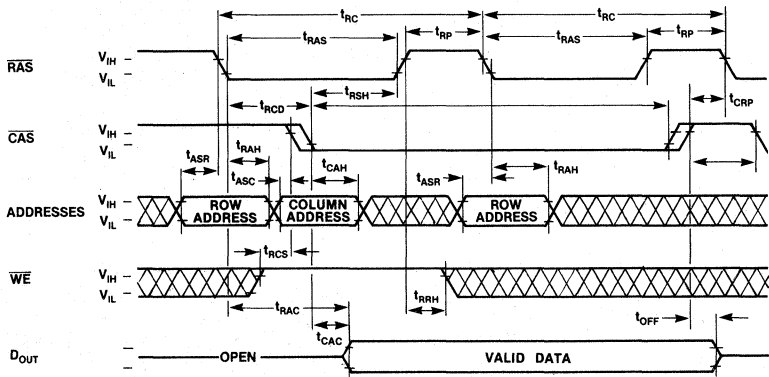 tRC tRC
tRAS tRP tRAS tRP
RAS VIH
VIL
tRCD tRSH tCRP
CAS VIH
VIL
tASR tRAH tCAH tRAH
tASC tASR
ADDRESSES VIH
VIL
ROW ADDRESS
COLUMN ADDRESS
ROW ADDRESS
tRCS
WE VIH
VIL
tRAC tRRH tOFF
tCAC
DOUT OPEN VALID DATA